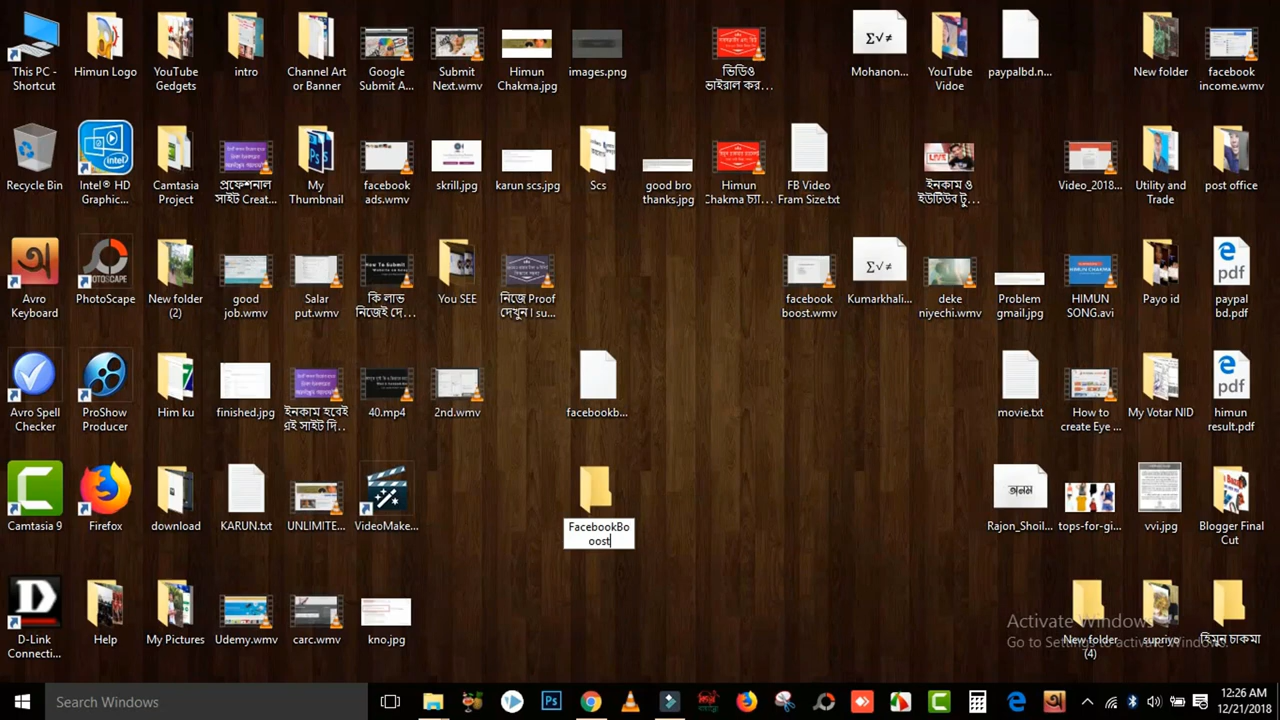 This PC -
Shortcut
Himun Logo
YouTube
Gedgets
intro
Channel Art
or Banner
Google
Submit A...
Submit
Next.wmv
Himun
Chakma.jpg
images.png
ভিডিও
ভাইরাল কর...
Mohanon...
YouTube
Vidoe
paypalbd.n...
New folder
facebook
income.wmv
Recycle Bin
Intel® HD
Graphic...
Camtasia
Project
প্রফেশনাল
সাইট Creat...
My
Thumbnail
facebook
ads.wmv
skrill.jpg
karun scs.jpg
Scs
good bro
thanks.jpg
Himun
Chakma চ্যা...
FB Video
Fram Size.txt
LIVE
ইনকাম ও
ইউটিউব টু...
Video_2018...
Utility and
Trade
post office
Avro
Keyboard
PhotoScape
New folder
(2)
good
job.wmv
Salar
put.wmv
কি লাভ
নিজেই দে...
You SEE
নিজে Proof
দেখুন। su...
facebook
boost.wmv
Kumarkhali...
deke
niyechi.wmv
Problem
gmail.jpg
HIMUN
SONG.avi
Payo id
paypal
bd.pdf
Avro Spell
Checker
ProShow
Producer
Him ku
finished.jpg
ইনকাম হবেই
এই সাইট দি...
40.mp4
2nd.wmv
facebookb...
movie.txt
How to
create Eye ...
My Votar NID
himun
result.pdf
Camtasia 9
Firefox
download
KARUN.txt
UNLIMITE...
VideoMake...
FacebookBo
oost
Rajon_Shoil...
tops-for-gi...
vvi.jpg
Blogger Final
Cut
D-Link
Connecti...
Help
My Pictures
Udemy.wmv
carc.wmv
kno.jpg
New folder
(4)
supriyo
হিমুন চাকমা
Activate Windows
Go to Settings to activate Windows.
Search Windows
12:26 AM
12/21/2018